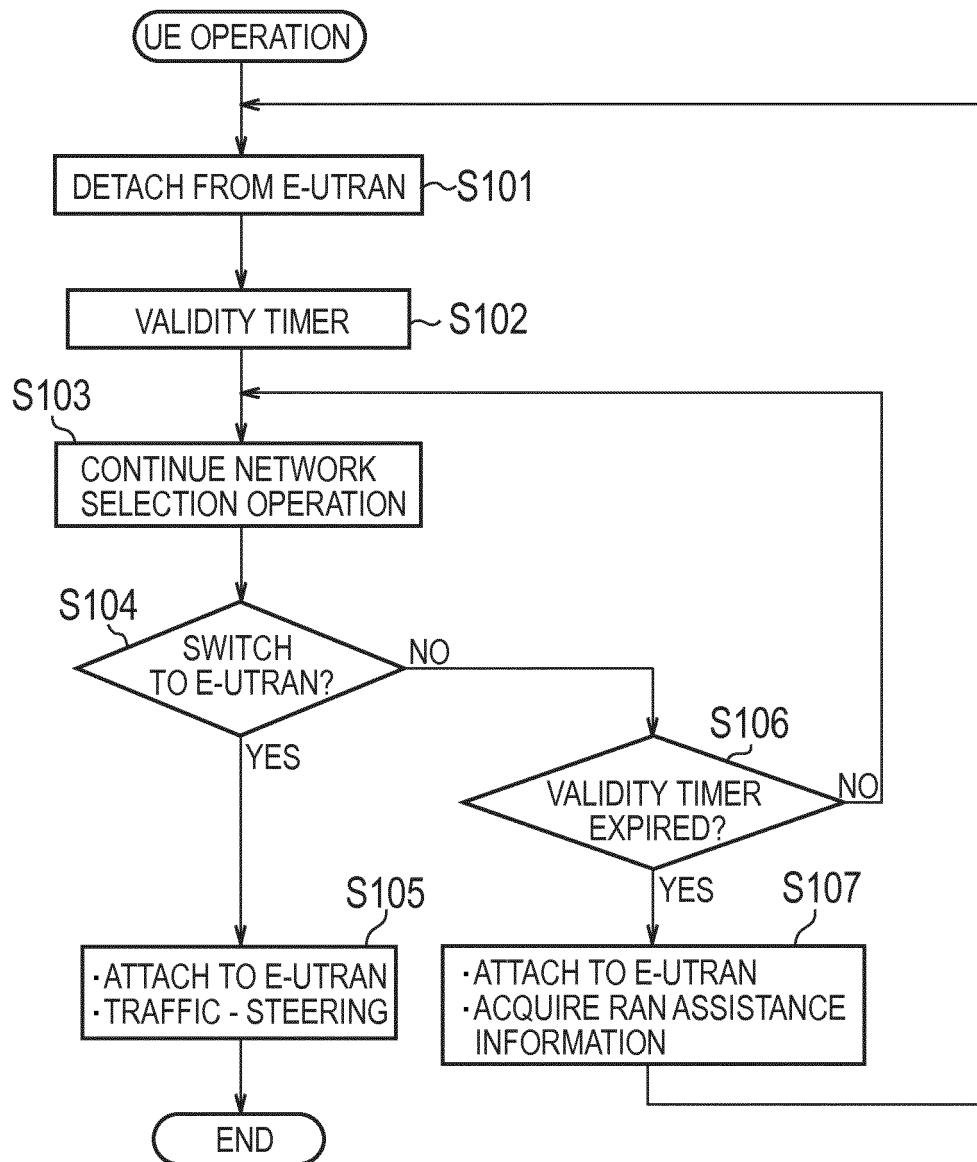 UE OPERATION
DETACH FROM E-UTRAN
S101
VALIDITY TIMER
S102
S103
CONTINUE NETWORK
SELECTION OPERATION
S104
SWITCH
TO E-UTRAN?
NO
YES
S106
VALIDITY TIMER
EXPIRED?
NO
YES
S105
·ATTACH TO E-UTRAN
·TRAFFIC - STEERING
S107
·ATTACH TO E-UTRAN
·ACQUIRE RAN ASSISTANCE
INFORMATION
END